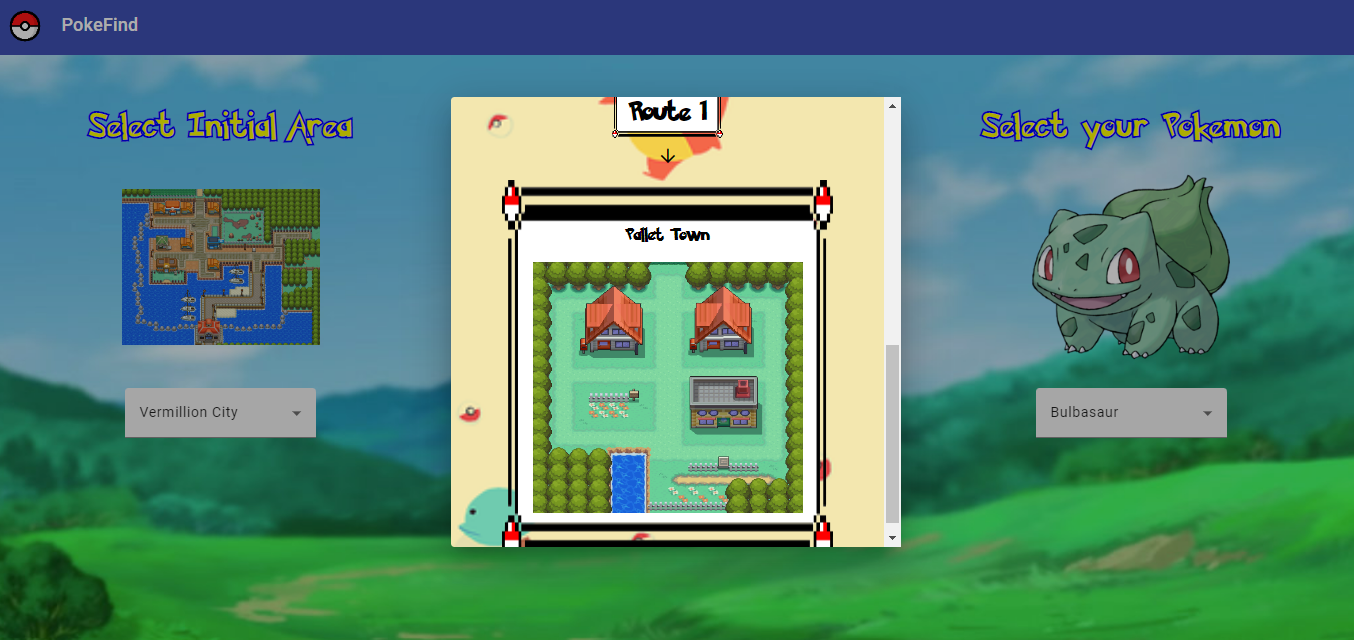 PokeFind
Select Initial Area
Vermillion City
Route 1
Pallet Town
Select your Pokemon
Bulbasaur